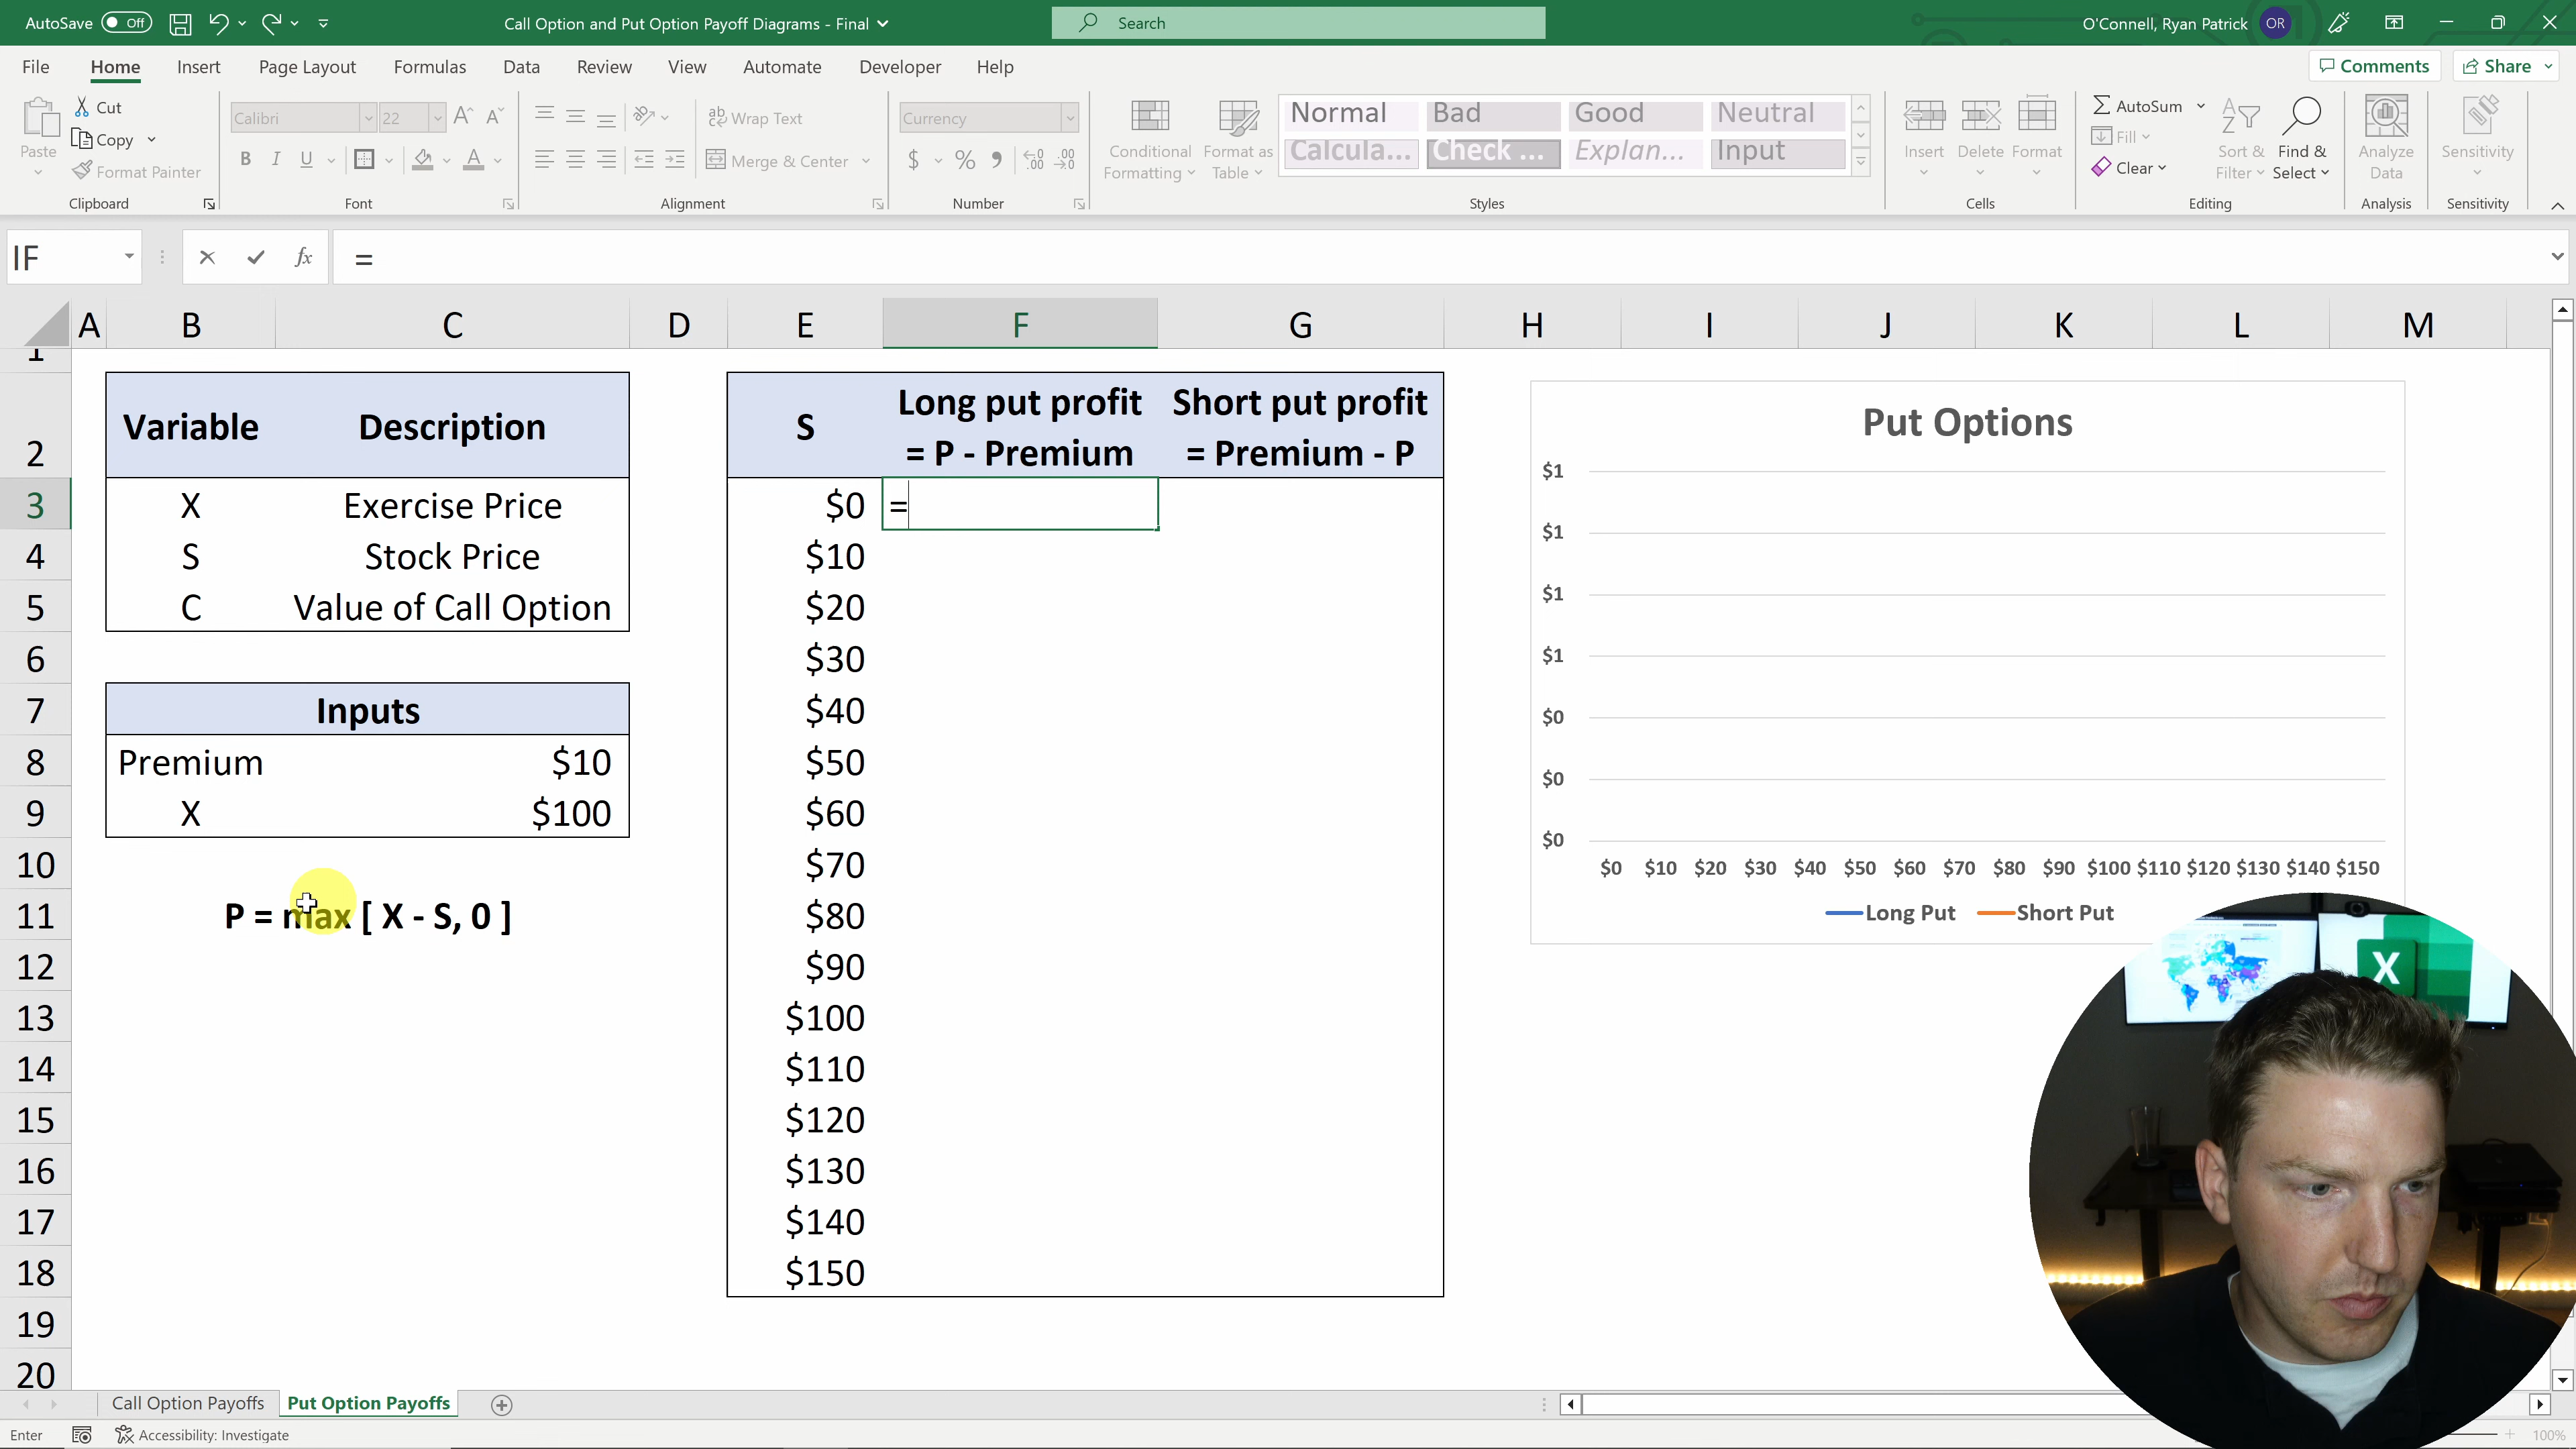 AutoSave Off
Call Option and Put Option Payoff Diagrams - Final
Search
O'Connell, Ryan Patrick OR
File Home Insert Page Layout Formulas Data Review View Automate Developer Help
Comments Share
Paste
Cut
Copy
Format Painter
Clipboard
Calibri 22
B I U
Font
Wrap Text
Merge & Center
Alignment
Currency
$ % 9
Number
Conditional Formatting
Format as Table
Normal Bad Good Neutral
Calcula... Check ... Explan... Input
Styles
Insert Delete Format
Cells
AutoSum
Fill
Clear
Sort & Filter
Find & Select
Editing
Analyze Data
Analysis
Sensitivity
Sensitivity
IF fx =
A B C D E F G H I J K L M
1
2
3
4
5
6
7
8
9
10
11
12
13
14
15
16
17
18
19
20
Variable Description
X Exercise Price
S Stock Price
C Value of Call Option
Inputs
Premium $10
X $100
P = max [ X - S, 0 ]
S
Long put profit
= P - Premium
Short put profit
= Premium - P
$0 =
$10
$20
$30
$40
$50
$60
$70
$80
$90
$100
$110
$120
$130
$140
$150
Put Options
$1
$1
$1
$1
$0
$0
$0
$0 $10 $20 $30 $40 $50 $60 $70 $80 $90 $100 $110 $120 $130 $140 $150
Long Put Short Put
X
Call Option Payoffs Put Option Payoffs
Enter Accessibility: Investigate
100%